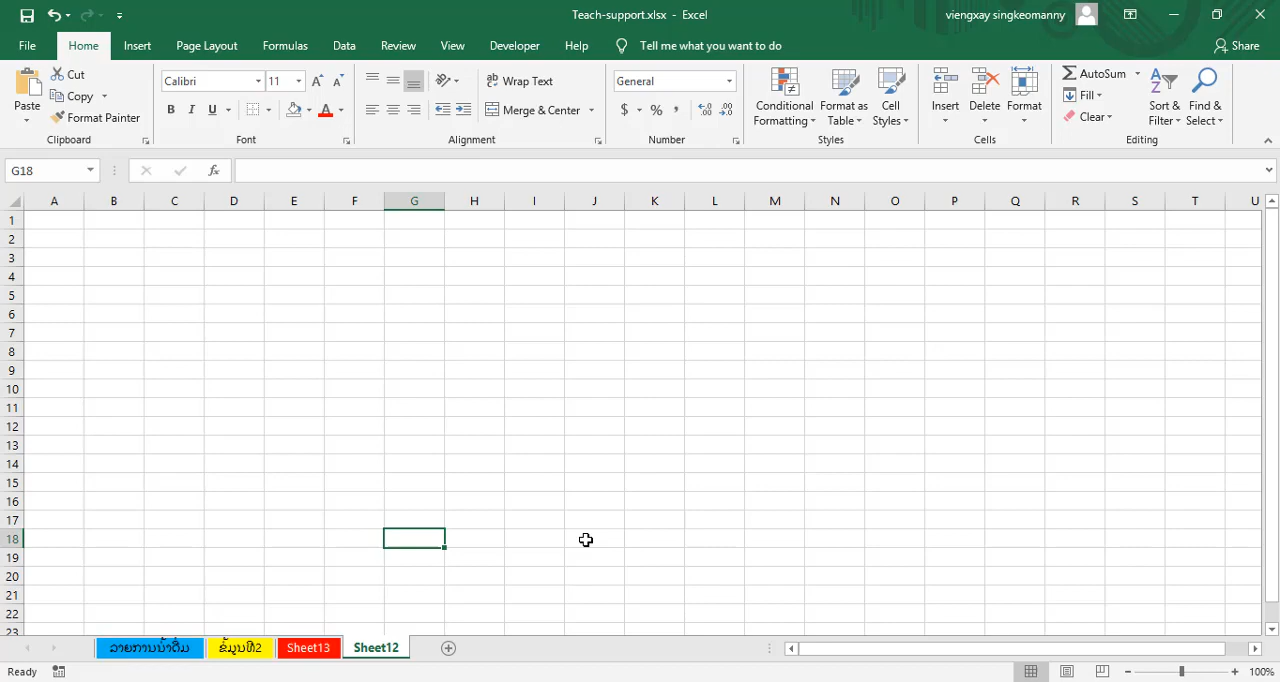 Teach-support.xlsx - Excel
viengxay singkeomanny
File Home Insert Page Layout Formulas Data Review View Developer Help Tell me what you want to do Share
Paste
Cut
Copy
Format Painter
Clipboard
Calibri 11
B I U
Font
Wrap Text
Merge & Center
Alignment
General
$ % ,
Number
Conditional Formatting
Format as Table
Cell Styles
Styles
Insert Delete Format
Cells
AutoSum
Fill
Clear
Sort & Filter
Find & Select
Editing
G18
fx
A B C D E F G H I J K L M N O P Q R S T U
1
2
3
4
5
6
7
8
9
10
11
12
13
14
15
16
17
18
19
20
21
22
23
ລາຍການນ້ຳດື່ມ ຂໍ້ມູນທີ2 Sheet13 Sheet12
Ready
100%